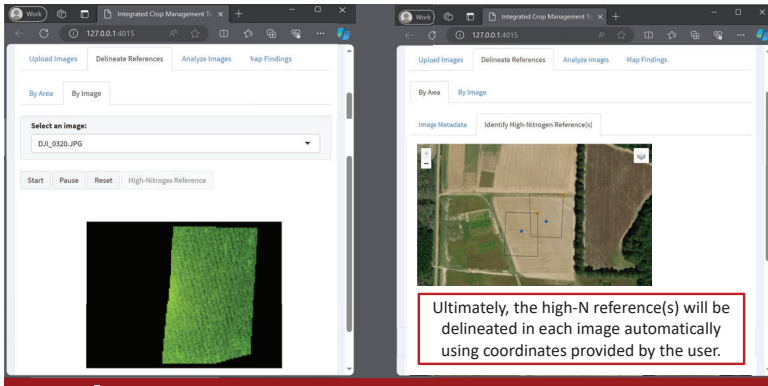 Work
Integrated Crop Management To
127.0.0.1:4015
Upload Images Delineate References Analyze Images Map Findings
By Area By Image
Select an image:
DJI_0320.JPG
Start Pause Reset High-Nitrogen Reference
Work
Integrated Crop Management To
127.0.0.1:4015
Upload Images Delineate References Analyze Images Map Findings
By Area By Image
Image Metadata Identify High-Nitrogen Reference(s)
Ultimately, the high-N reference(s) will be
delineated in each image automatically
using coordinates provided by the user.